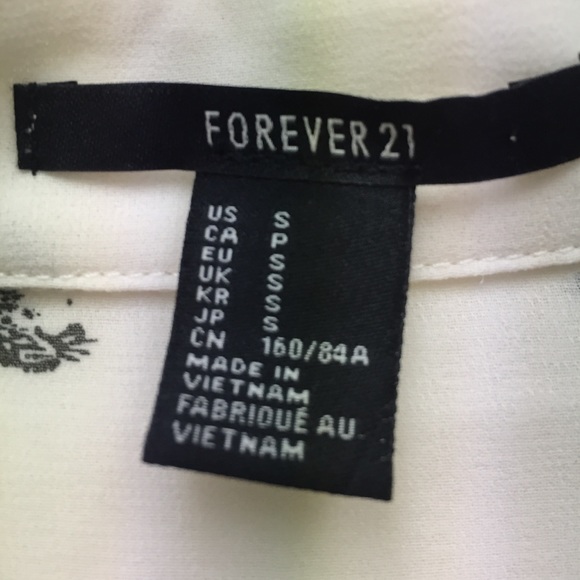 FOREVER 21
US S
CA P
EU S
UK S
KR S
JP S
CN 160/84A
MADE IN
VIETNAM
FABRIQUÉ AU
VIETNAM